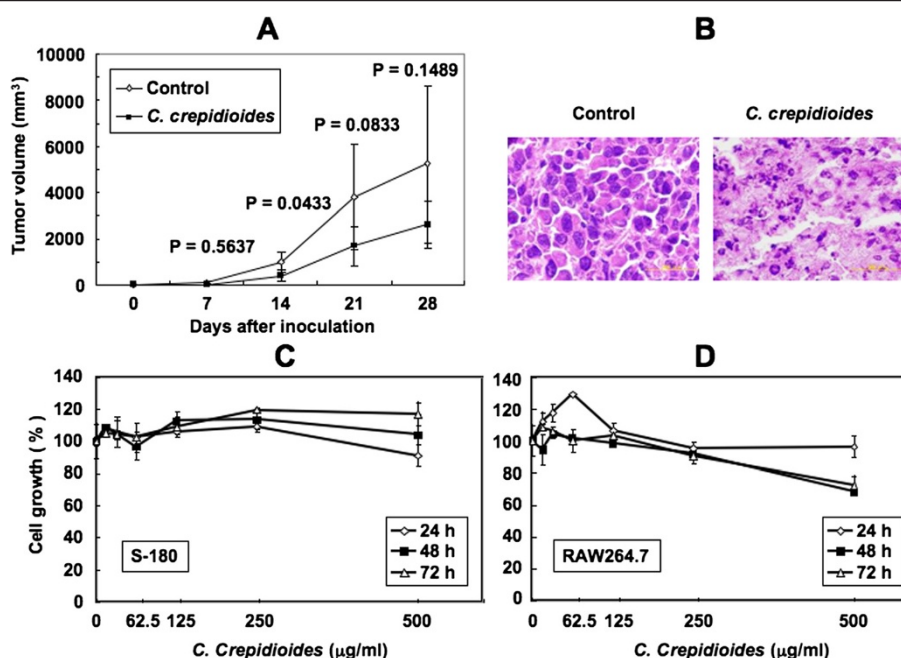 A
Tumor volume (mm³)
10000
8000
6000
4000
2000
0
Control
C. crepidioides
P = 0.5637
P = 0.0433
P = 0.0833
P = 0.1489
0 7 14 21 28
Days after inoculation
B
Control
C. crepidioides
C
Cell growth (%)
140
120
100
80
60
40
20
0
S-180
24 h
48 h
72 h
0 62.5 125 250 500
C. Crepidioides (µg/ml)
D
140
120
100
80
60
40
20
0
RAW264.7
24 h
48 h
72 h
0 62.5 125 250 500
C. Crepidioides (µg/ml)